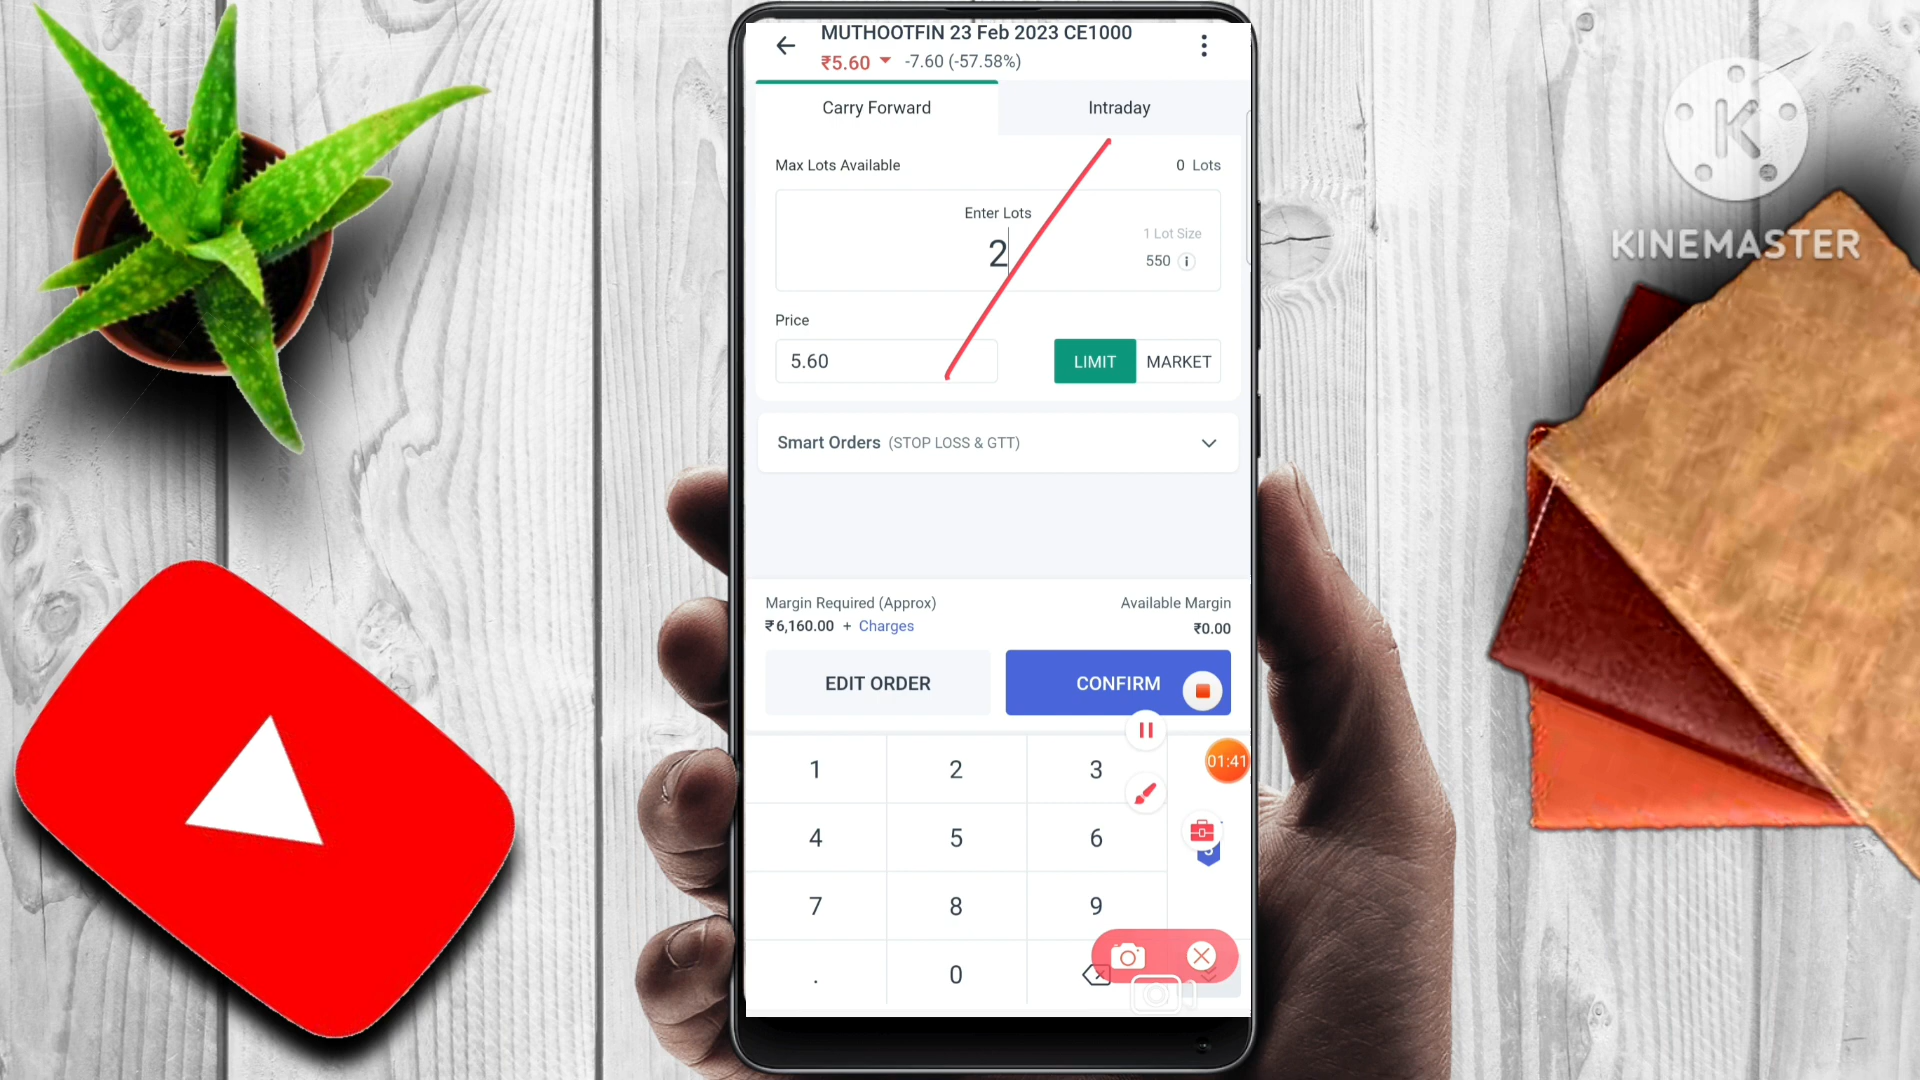 MUTHOOTFIN 23 Feb 2023 CE1000
₹5.60 -7.60 (-57.58%)
Carry Forward
Intraday
Max Lots Available
0 Lots
Enter Lots
2
1 Lot Size
550
Price
5.60
LIMIT
MARKET
Smart Orders (STOP LOSS & GTT)
Margin Required (Approx)
₹6,160.00 + Charges
Available Margin
₹0.00
EDIT ORDER
CONFIRM
01:41
1 2 3
4 5 6
7 8 9
. 0
K
KINEMASTER